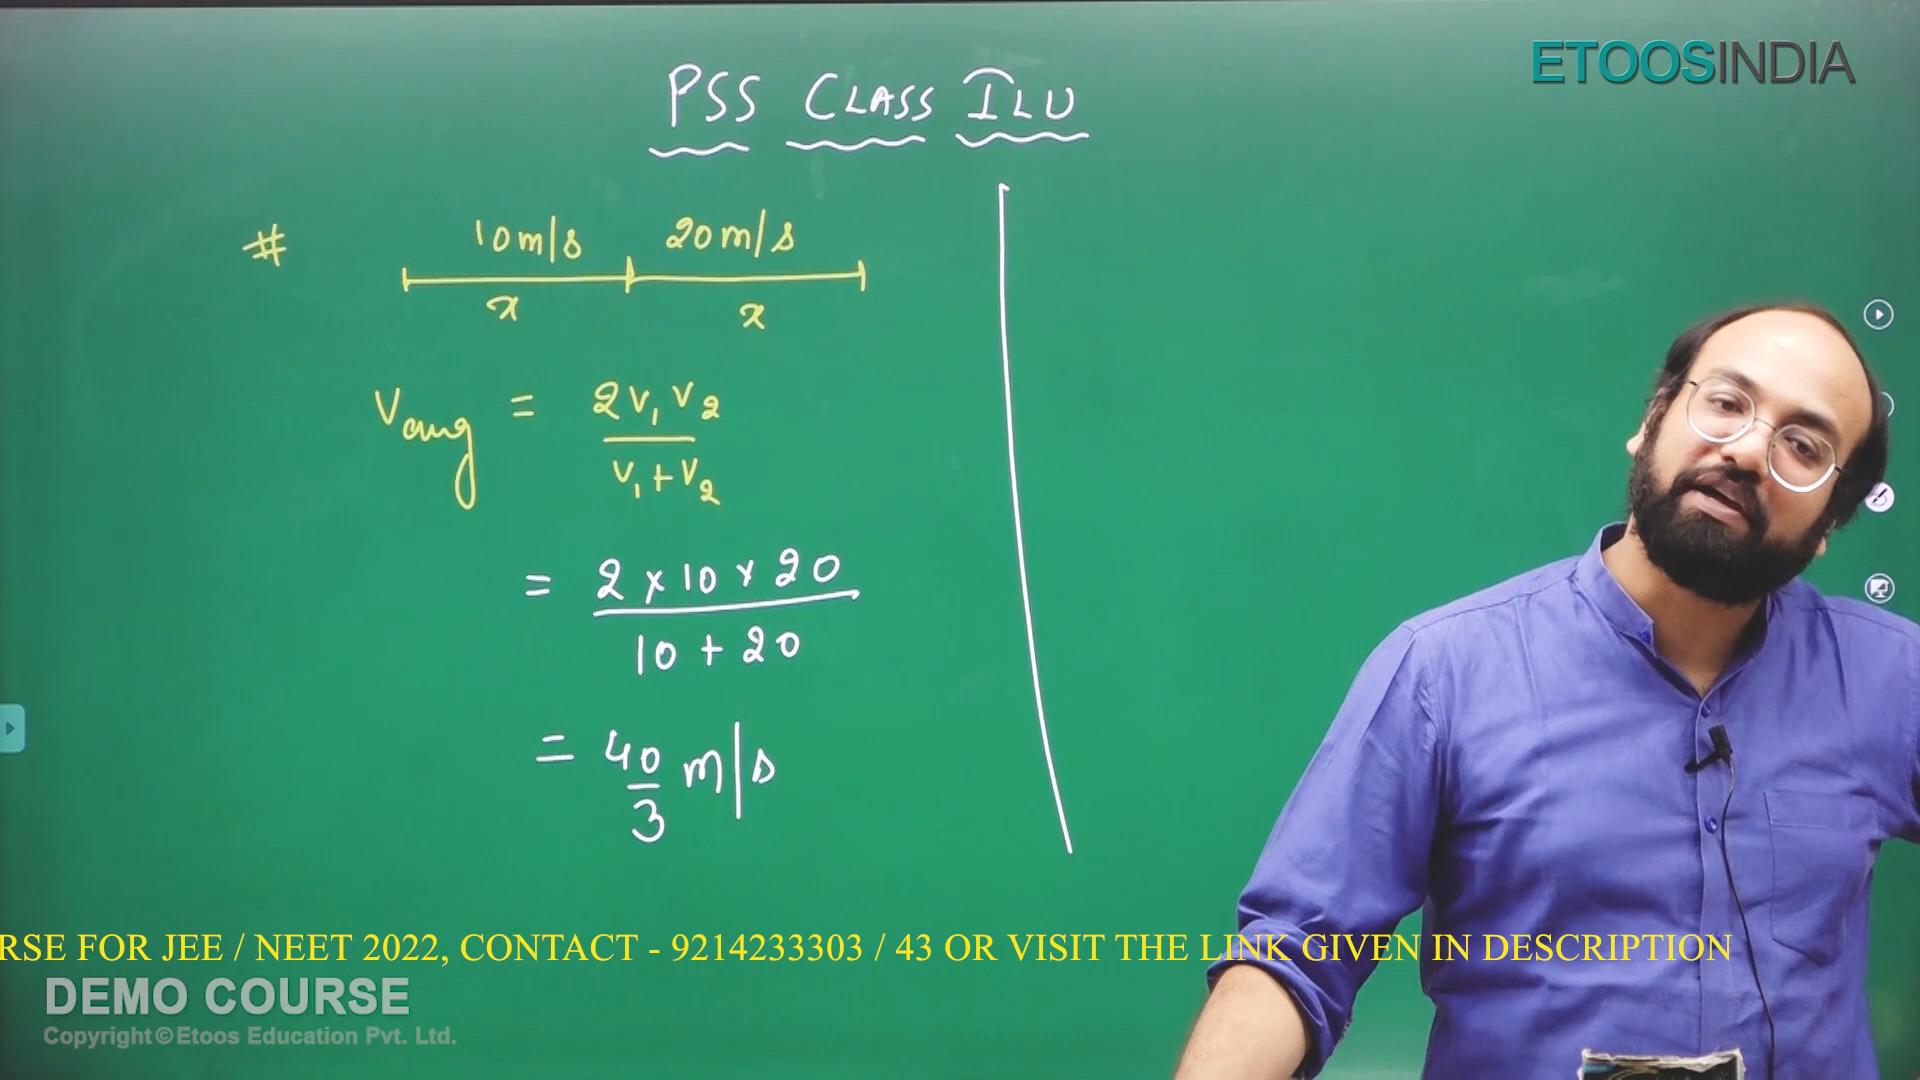 ETOOSINDIA
PSS CLASS ILU
# 10m/s 20m/s
x x
Vavg = 2V₁V₂ / V₁+V₂
= 2×10×20 / 10+20
= 40/3 m/s
RSE FOR JEE / NEET 2022, CONTACT - 9214233303 / 43 OR VISIT THE LINK GIVEN IN DESCRIPTION
DEMO COURSE
Copyright © Etoos Education Pvt. Ltd.